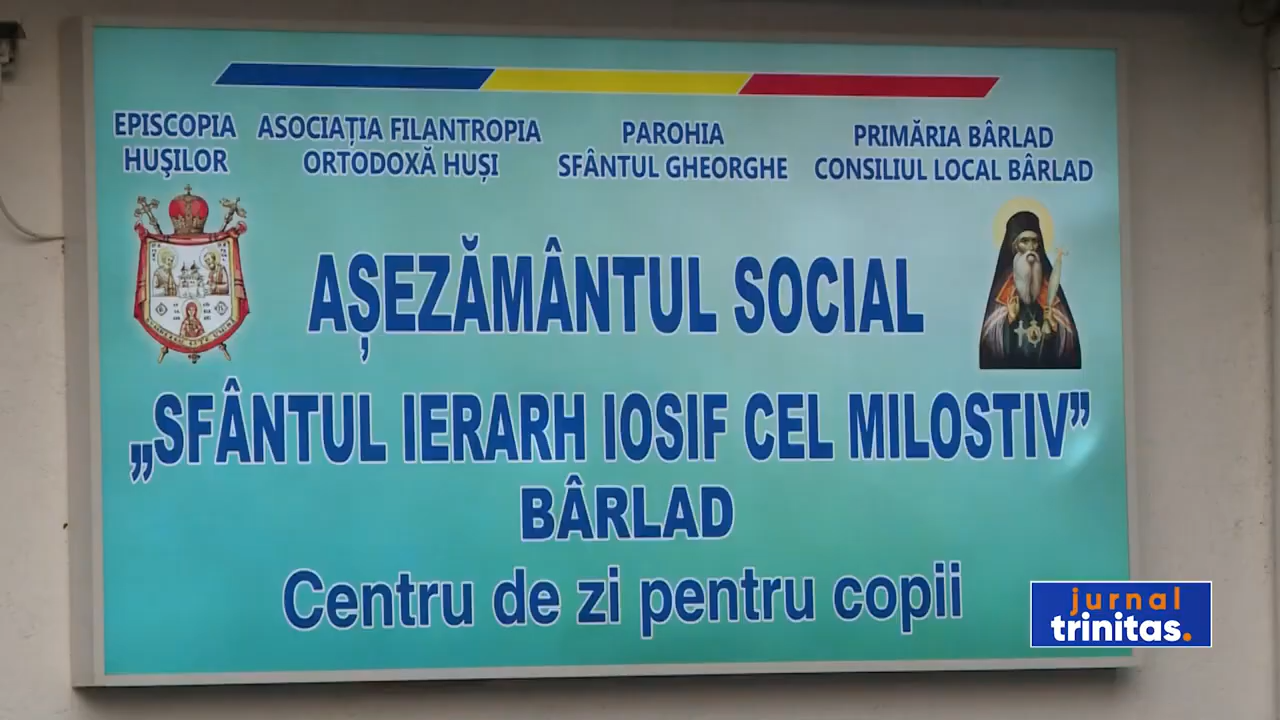 EPISCOPIA
HUŞILOR
ASOCIAȚIA FILANTROPIA
ORTODOXĂ HUȘI
PAROHIA
SFÂNTUL GHEORGHE
PRIMĂRIA BÂRLAD
CONSILIUL LOCAL BÂRLAD
AȘEZĂMÂNTUL SOCIAL
„SFÂNTUL IERARH IOSIF CEL MILOSTIV”
BÂRLAD
Centru de zi pentru copii
jurnal
trinitas.